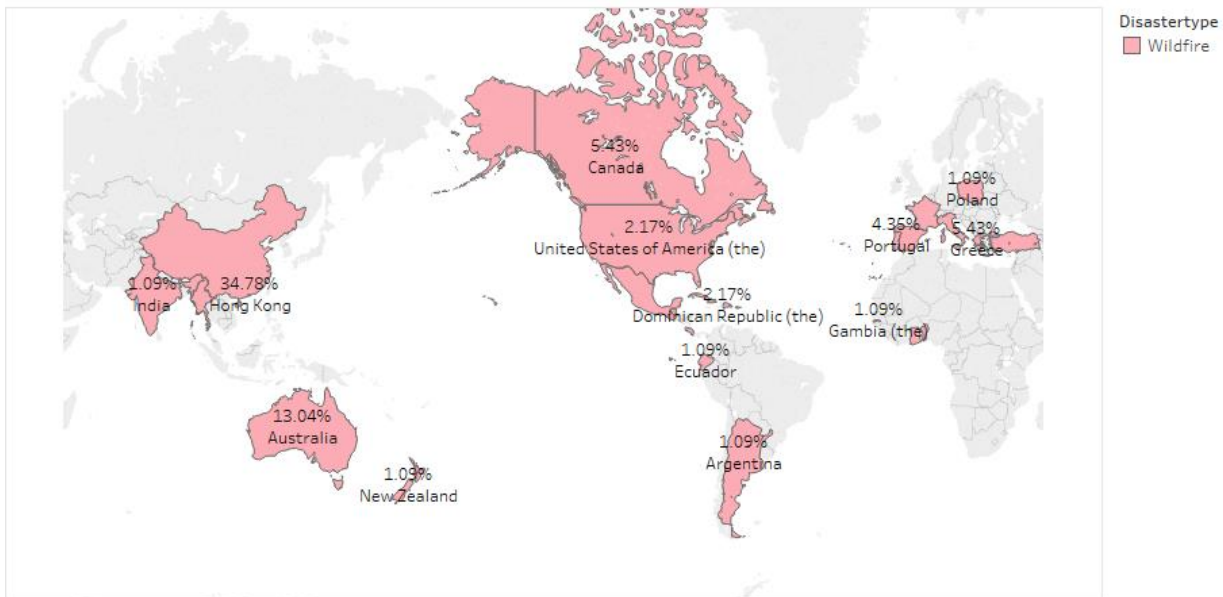 Disastertype
Wildfire
5.43%
Canada
1.09%
Poland
2.17%
United States of America (the)
4.35%
Portugal
5.43%
Greece
1.09%
India
34.78%
Hong Kong
2.17%
Dominican Republic (the)
1.09%
Gambia (the)
1.09%
Ecuador
13.04%
Australia
1.09%
Argentina
1.09%
New Zealand